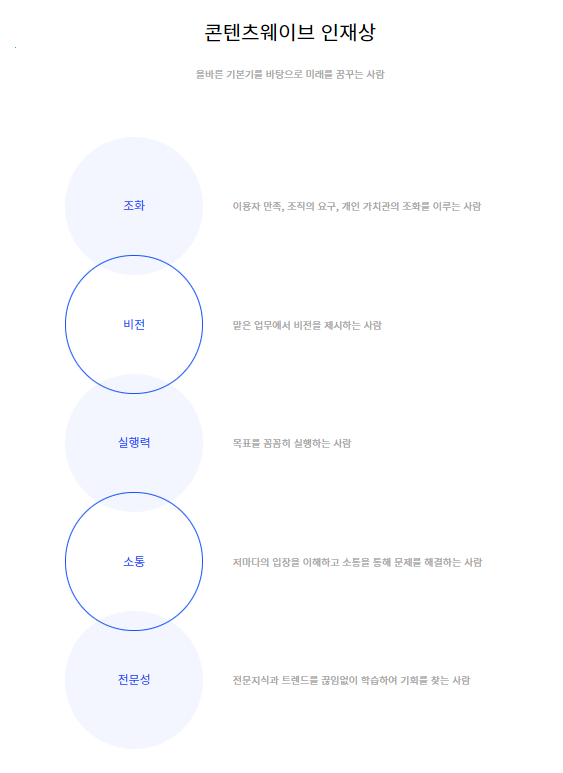 콘텐츠웨이브 인재상
올바른 기본기를 바탕으로 미래를 꿈꾸는 사람
조화
이용자 만족, 조직의 요구, 개인 가치관의 조화를 이루는 사람
비전
맡은 업무에서 비전을 제시하는 사람
실행력
목표를 꼼꼼히 실행하는 사람
소통
저마다의 입장을 이해하고 소통을 통해 문제를 해결하는 사람
전문성
전문지식과 트렌드를 끊임없이 학습하여 기회를 찾는 사람